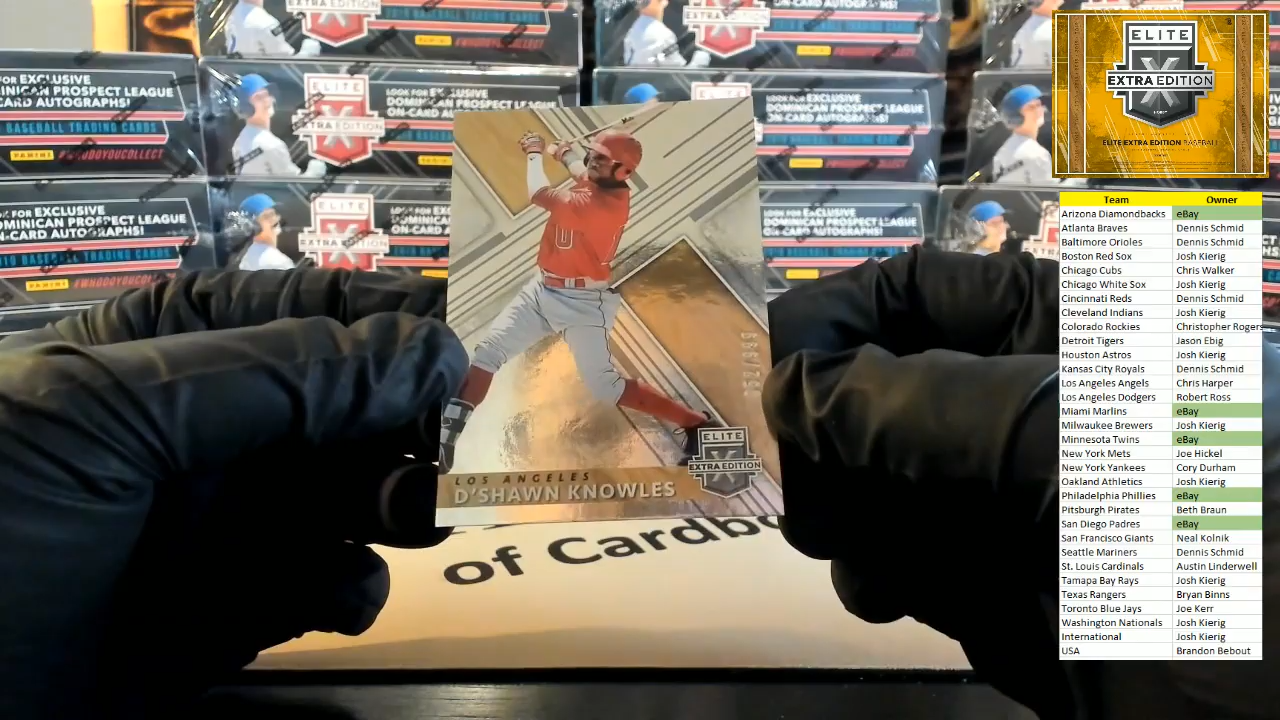 ELITE
EXTRA EDITION
PANINI
LOOK FOR EXCLUSIVE
DOMINICAN PROSPECT LEAGUE
ON-CARD AUTOGRAPHS!
BASEBALL TRADING CARDS
#WHODOYOUCOLLECT
LOS ANGELES
D'SHAWN KNOWLES
ELITE
EXTRA EDITION
/999
of Cardbo
ELITE
EXTRA EDITION
ELITE EXTRA EDITION BASEBALL
Team Owner
Arizona Diamondbacks eBay
Atlanta Braves Dennis Schmid
Baltimore Orioles Dennis Schmid
Boston Red Sox Josh Kierig
Chicago Cubs Chris Walker
Chicago White Sox Josh Kierig
Cincinnati Reds Dennis Schmid
Cleveland Indians Josh Kierig
Colorado Rockies Christopher Rogers
Detroit Tigers Jason Ebig
Houston Astros Josh Kierig
Kansas City Royals Dennis Schmid
Los Angeles Angels Chris Harper
Los Angeles Dodgers Robert Ross
Miami Marlins eBay
Milwaukee Brewers Josh Kierig
Minnesota Twins eBay
New York Mets Joe Hickel
New York Yankees Cory Durham
Oakland Athletics Josh Kierig
Philadelphia Phillies eBay
Pitsburgh Pirates Beth Braun
San Diego Padres eBay
San Francisco Giants Neal Kolnik
Seattle Mariners Dennis Schmid
St. Louis Cardinals Austin Linderwell
Tamapa Bay Rays Josh Kierig
Texas Rangers Bryan Binns
Toronto Blue Jays Joe Kerr
Washington Nationals Josh Kierig
International Josh Kierig
USA Brandon Bebout